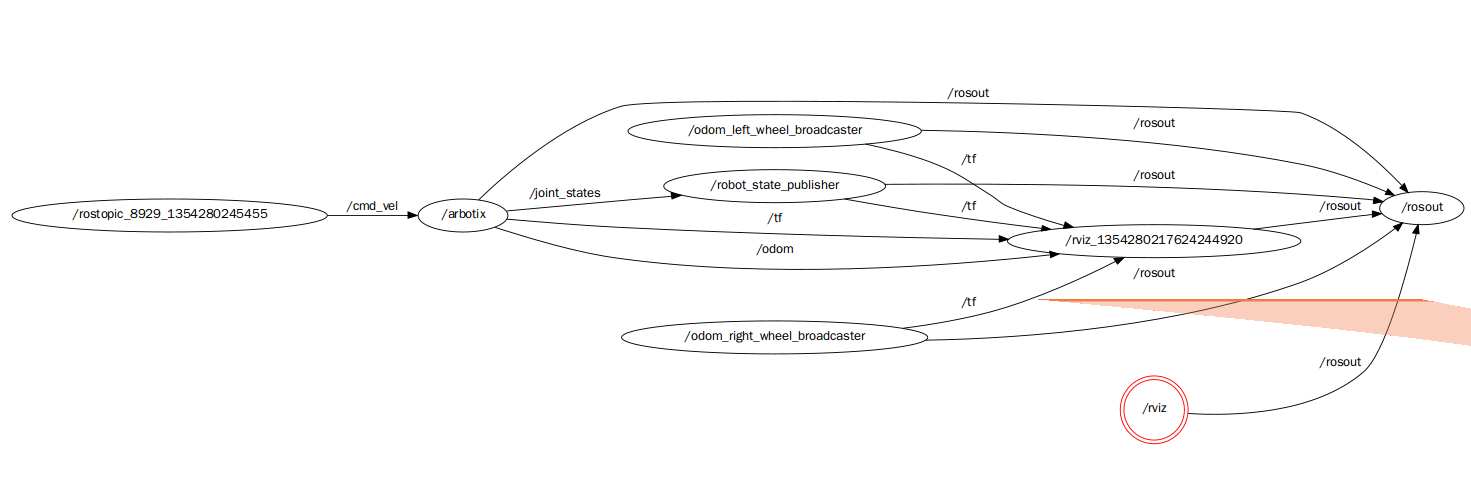 /rosout
/odom_left_wheel_broadcaster
/rosout
/tf
/rosout
/robot_state_publisher
/joint_states
/tf
/cmd_vel
/rosout
/rostopic_8929_1354280245455
/arbotix
/rosout
/tf
/rviz_1354280217624244920
/odom
/rosout
/tf
/odom_right_wheel_broadcaster
/rosout
/rviz